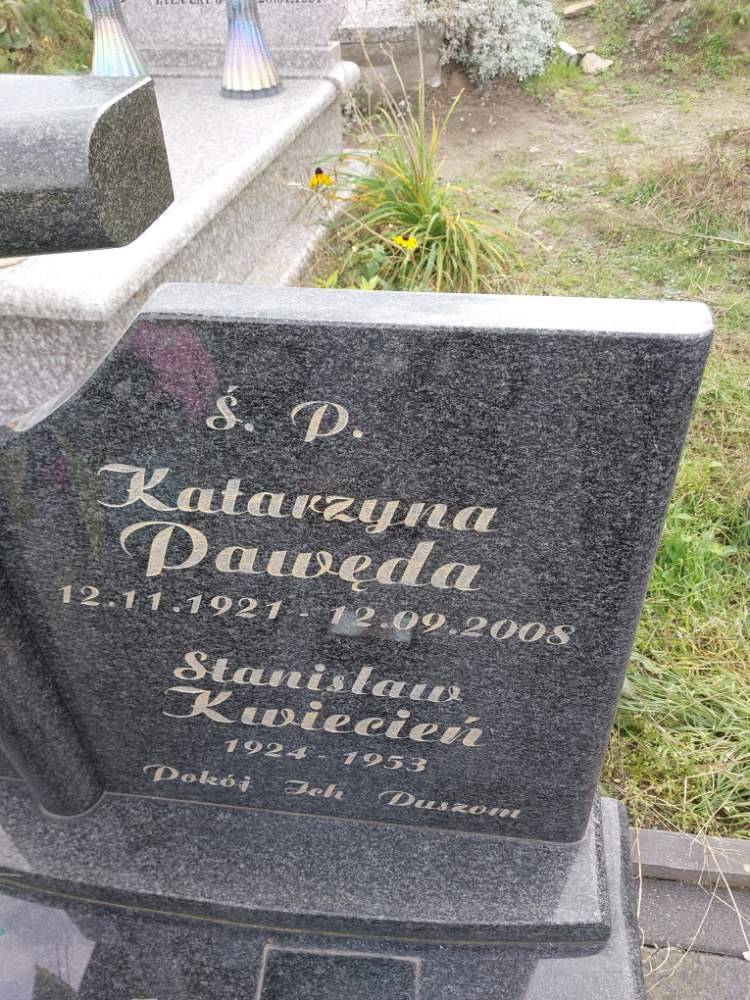 Ś. P.
Katarzyna
Pawęda
12.11.1921 - 12.09.2008
Stanisław
Kwiecień
1924 - 1953
Pokój Ich Duszom